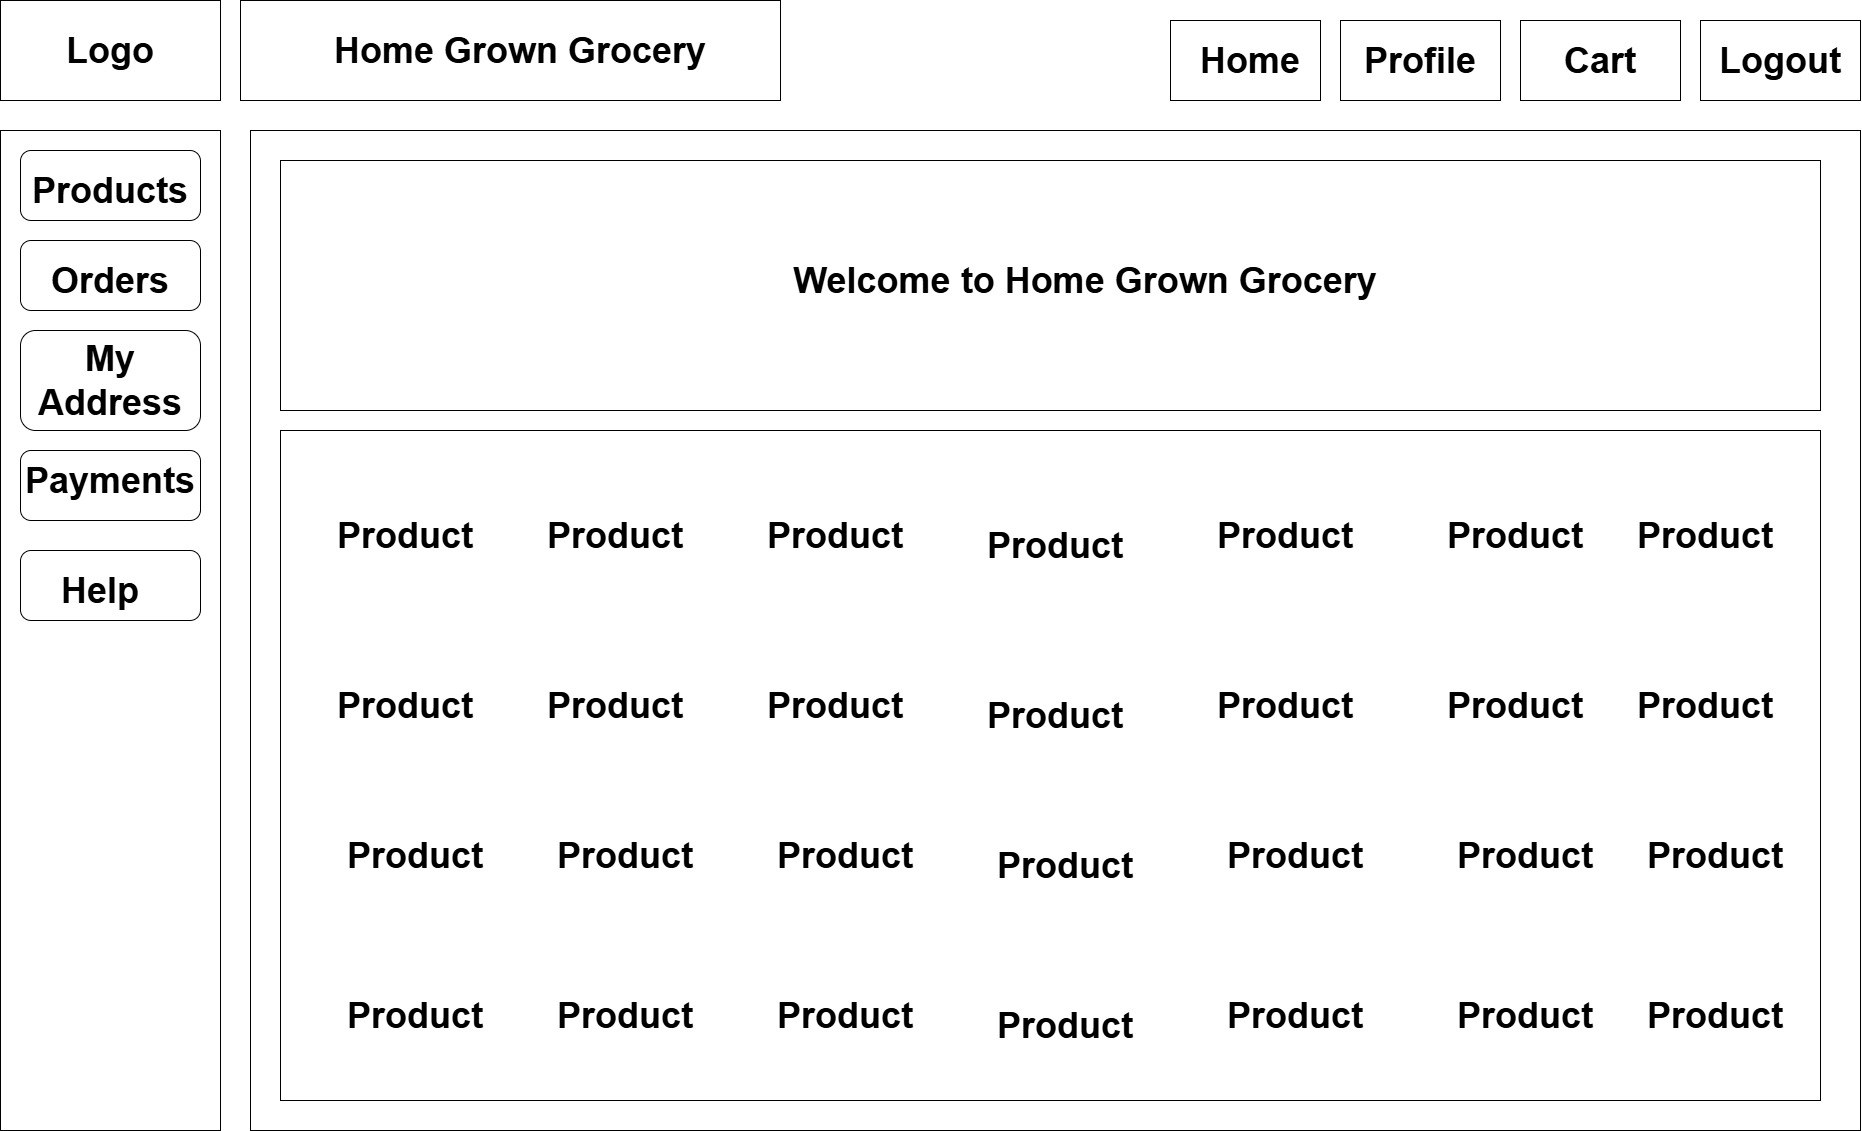 Logo
Home Grown Grocery
Home
Profile
Cart
Logout
Products
Orders
My
Address
Payments
Help
Welcome to Home Grown Grocery
Product Product Product Product Product Product Product
Product Product Product Product Product Product Product
Product Product Product Product Product Product Product
Product Product Product Product Product Product Product